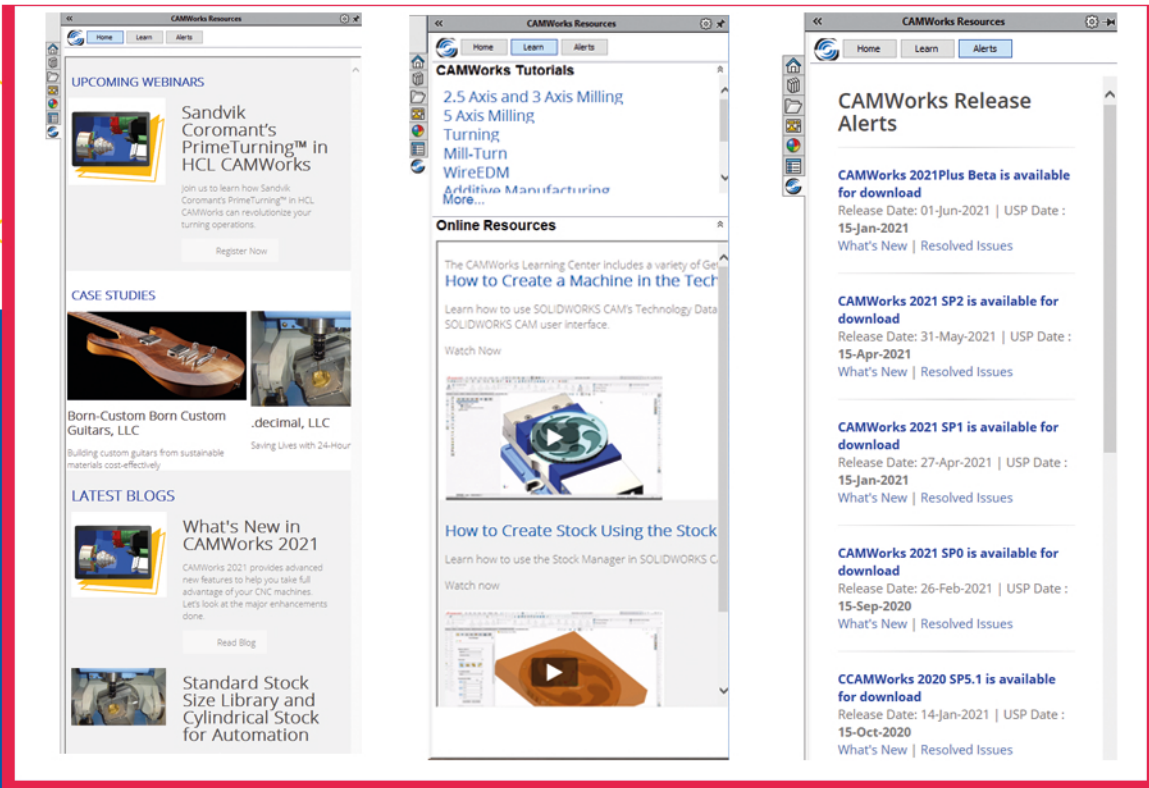 CAMWorks Resources
Home Learn Alerts
UPCOMING WEBINARS
Sandvik
Coromant's
PrimeTurning™ in
HCL CAMWorks
Join us to learn how Sandvik
Coromant's PrimeTurning™ in HCL
CAMWorks can revolutionize your
turning operations.
Register Now
CASE STUDIES
Born-Custom Born Custom
Guitars, LLC
Building custom guitars from sustainable
materials cost-effectively
.decimal, LLC
Saving Lives with 24-Hour
LATEST BLOGS
What's New in
CAMWorks 2021
CAMWorks 2021 provides advanced
new features to help you take full
advantage of your CNC machines.
Let's look at the major enhancements
done.
Read Blog
Standard Stock
Size Library and
Cylindrical Stock
for Automation
CAMWorks Resources
Home Learn Alerts
CAMWorks Tutorials
2.5 Axis and 3 Axis Milling
5 Axis Milling
Turning
Mill-Turn
WireEDM
Additive Manufacturing
More...
Online Resources
The CAMWorks Learning Center includes a variety of Get
How to Create a Machine in the Tech
Learn how to use SOLIDWORKS CAM's Technology Data
SOLIDWORKS CAM user interface.
Watch Now
How to Create Stock Using the Stock
Learn how to use the Stock Manager in SOLIDWORKS C
Watch now
CAMWorks Resources
Home Learn Alerts
CAMWorks Release
Alerts
CAMWorks 2021Plus Beta is available
for download
Release Date: 01-Jun-2021 | USP Date :
15-Jan-2021
What's New | Resolved Issues
CAMWorks 2021 SP2 is available for
download
Release Date: 31-May-2021 | USP Date :
15-Apr-2021
What's New | Resolved Issues
CAMWorks 2021 SP1 is available for
download
Release Date: 27-Apr-2021 | USP Date :
15-Jan-2021
What's New | Resolved Issues
CAMWorks 2021 SP0 is available for
download
Release Date: 26-Feb-2021 | USP Date :
15-Sep-2020
What's New | Resolved Issues
CCAMWorks 2020 SP5.1 is available
for download
Release Date: 14-Jan-2021 | USP Date :
15-Oct-2020
What's New | Resolved Issues